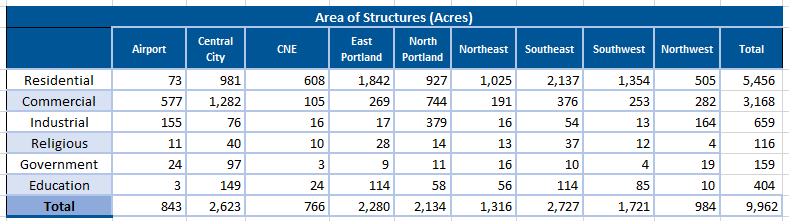 Area of Structures (Acres)
Airport Central City CNE East Portland North Portland Northeast Southeast Southwest Northwest Total
Residential 73 981 608 1,842 927 1,025 2,137 1,354 505 5,456
Commercial 577 1,282 105 269 744 191 376 253 282 3,168
Industrial 155 76 16 17 379 16 54 13 164 659
Religious 11 40 10 28 14 13 37 12 4 116
Government 24 97 3 9 11 16 10 4 19 159
Education 3 149 24 114 58 56 114 85 10 404
Total 843 2,623 766 2,280 2,134 1,316 2,727 1,721 984 9,962